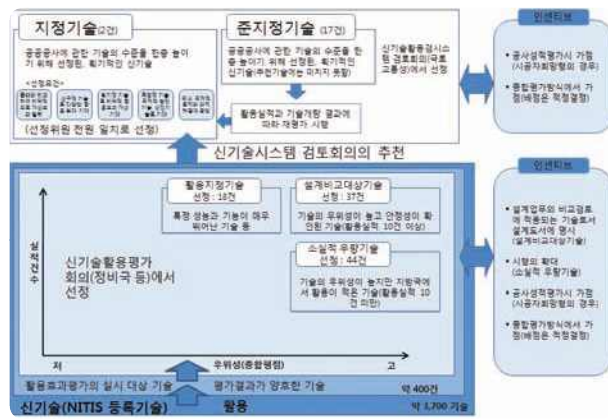 지정기술(2건)
공공공사에 관한 기술의 수준을 한층 높이
기 위해 선정된, 획기적인 신기술
<선정요건>
(선정위원 전원 일치로 선정)
준지정기술(17건)
공공공사에 관한 기술의 수준을 한
층 높이기 위해 선정된, 획기적인
신기술(추천기술에는 미치지 못함)
신기술활용검시스
템 검토회의(국토
교통성)에서 선정
활용실적과 기술개량 결과에
따라 재평가 시행
인센티브
• 공사성적평가시 가점
(시공자희망형의 경우)
• 종합평가방식에서 가
점(배점은 적정결정)
신기술시스템 검토회의의 추천
활용지정기술
선정 : 18건
특정 성능과 기능이 매우
뛰어난 기술 등
설계비교대상기술
선정 : 37건
기술의 우위성이 높고 안정성이 확
인된 기술(활용실적 10건 이상)
소실적 우량기술
선정 : 44건
기술의 우위성이 높지만 지방국에
서 활용이 적은 기술(활용실적 10
건 미만)
실적건수
신기술활용평가
회의(정비국 등)에서
선정
저
우위성(종합평점)
고
활용효과평가의 실시 대상 기술
평가결과가 양호한 기술
약 400건
신기술(NITIS 등록기술)
활용
약 3,700 기술
인센티브
• 설계업무의 비교검토
에 적용되는 기술로서
설계도서에 명시
(설계비교대상기술)
• 시행의 확대
(소실적 우량기술)
• 공사성적평가시 가점
(시공자희망형의 경우)
• 종합평가방식에서 가
점(배점은 적정결정)